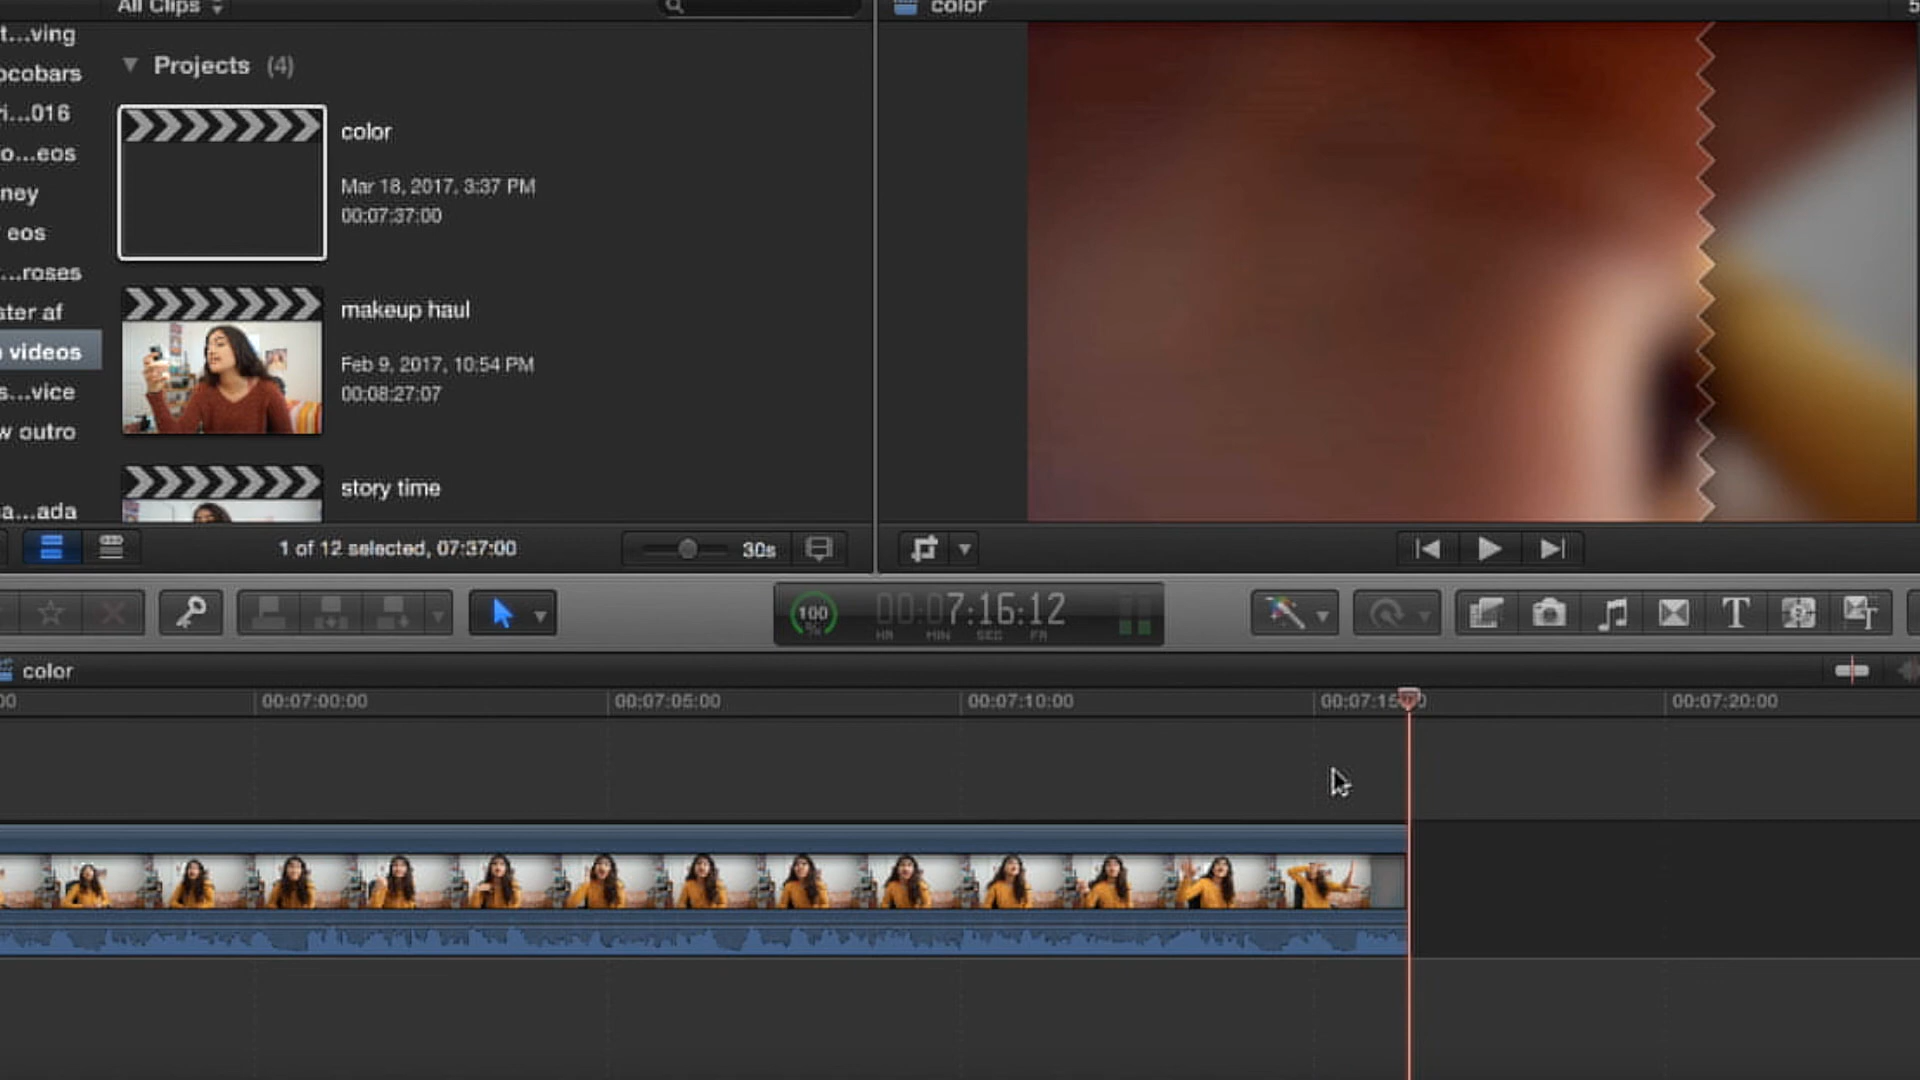 All Clips
color
5
t...ving
Projects (4)
ocobars
ri...016
color
o...eos
Mar 18, 2017, 3:37 PM
ney
00:07:37:00
eos
...roses
makeup haul
ster af
videos
Feb 9, 2017, 10:54 PM
s...vice
00:08:27:07
w outro
story time
a...ada
1 of 12 selected, 07:37:00
30s
100
%
00:07:16:12
HR MIN SEC FR
T
T
color
00
00:07:00:00
00:07:05:00
00:07:10:00
00:07:15
0
00:07:20:00